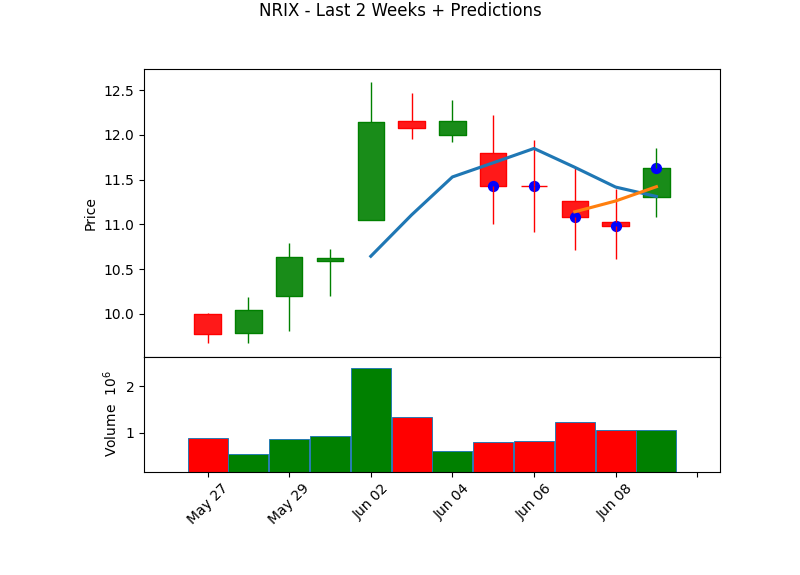 NRIX - Last 2 Weeks + Predictions
12.5
12.0
11.5
11.0
10.5
10.0
Price
2
1
Volume 10^6
May 27
May 29
Jun 02
Jun 04
Jun 06
Jun 08